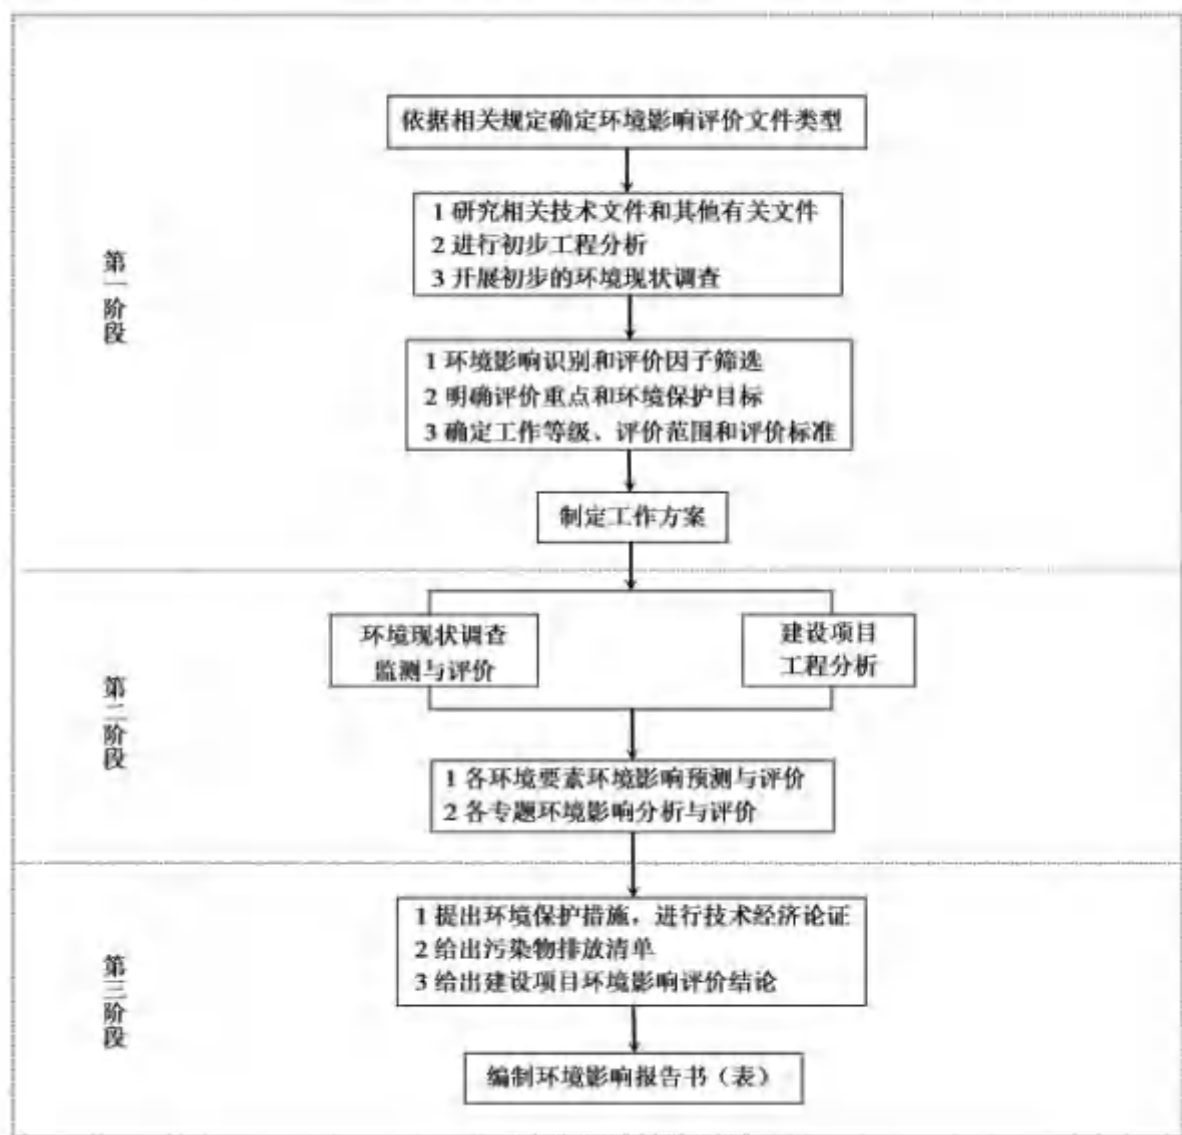 依据相关规定确定环境影响评价文件类型
第一阶段
1 研究相关技术文件和其他有关文件
2 进行初步工程分析
3 开展初步的环境现状调查
1 环境影响识别和评价因子筛选
2 明确评价重点和环境保护目标
3 确定工作等级、评价范围和评价标准
制定工作方案
第二阶段
环境现状调查
监测与评价
建设项目
工程分析
1 各环境要素环境影响预测与评价
2 各专题环境影响分析与评价
第三阶段
1 提出环境保护措施，进行技术经济论证
2 给出污染物排放清单
3 给出建设项目环境影响评价结论
编制环境影响报告书（表）